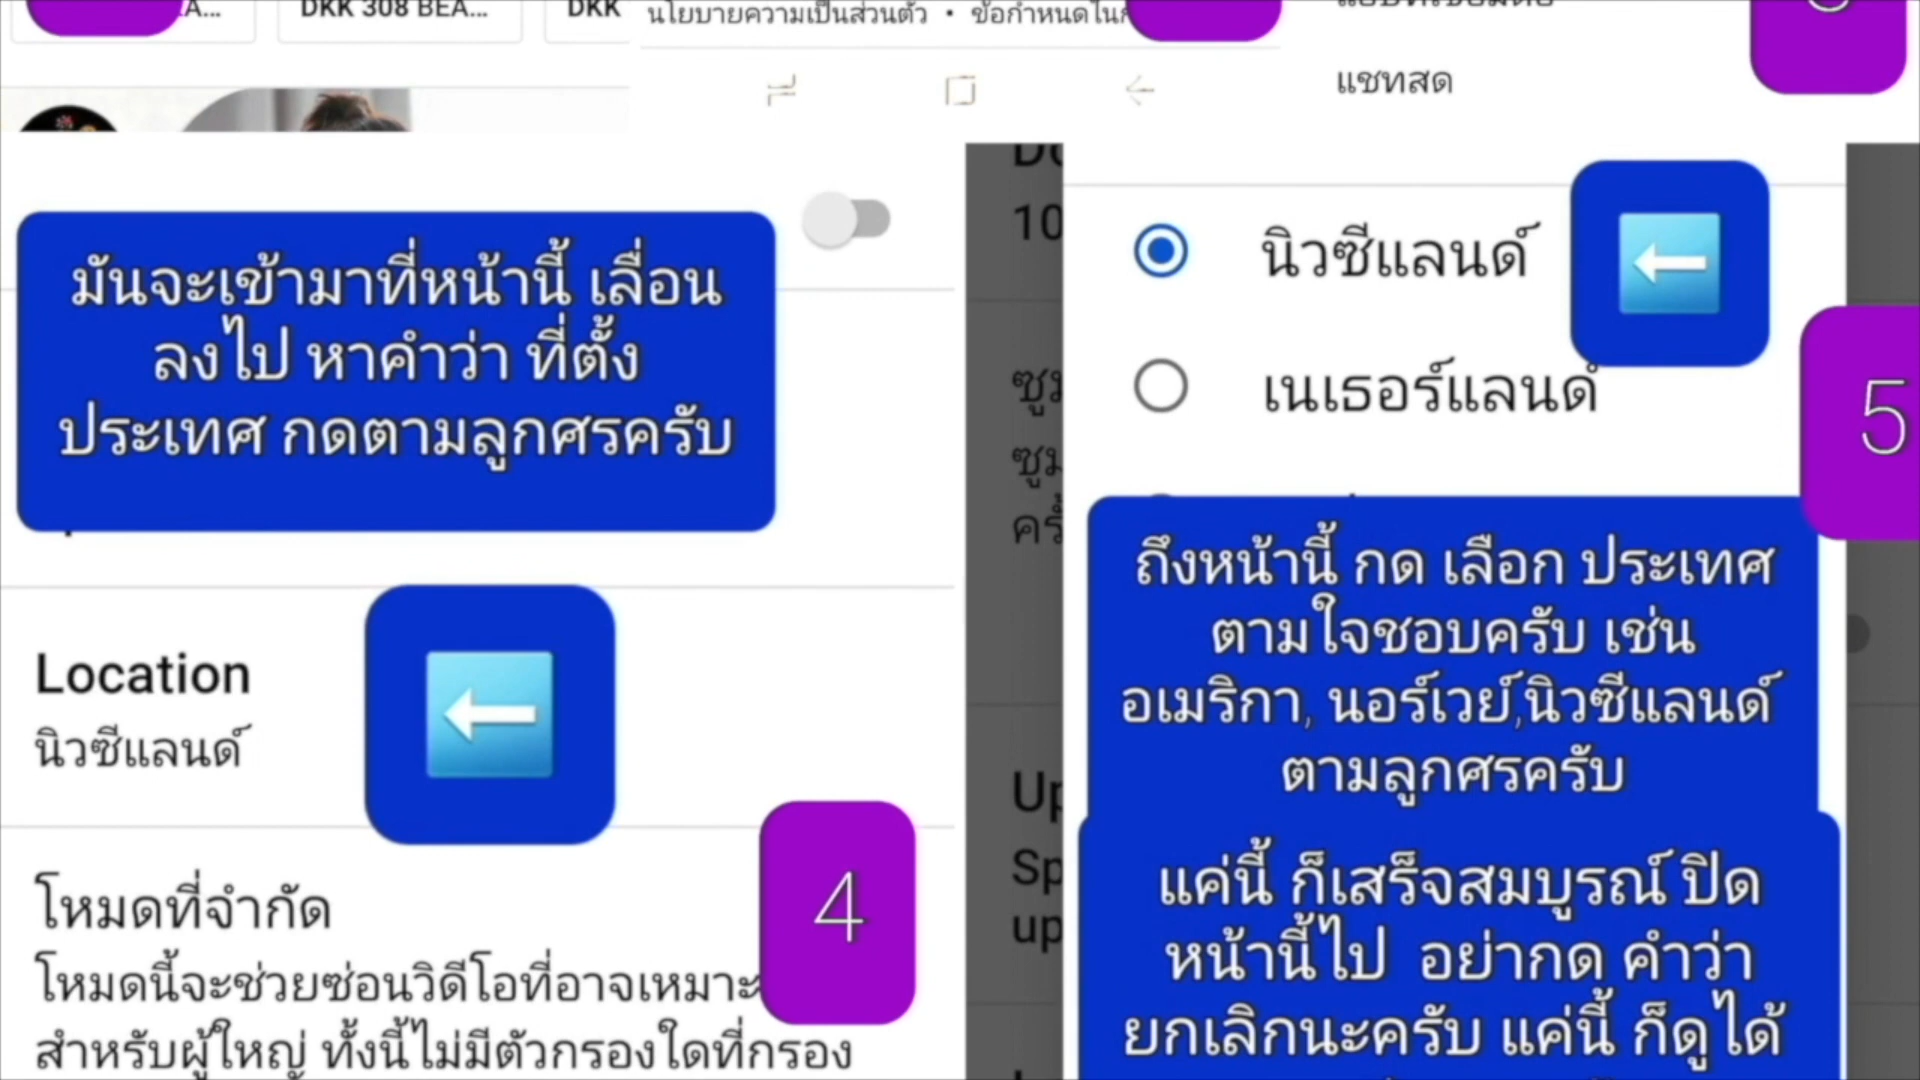 DKK 308 BEA...
DKK
นโยบายความเป็นส่วนตัว •
แชทสด
มันจะเข้ามาที่หน้านี้ เลื่อน
ลงไป หาคำว่า ที่ตั้ง
ประเทศ กดตามลูกศรครับ
Location
นิวซีแลนด์
4
โหมดที่จำกัด
โหมดนี้จะช่วยซ่อนวิดีโอที่อาจเหมาะ
สำหรับผู้ใหญ่ ทั้งนี้ไม่มีตัวกรองใดที่กรอง
10
นิวซีแลนด์
เนเธอร์แลนด์
5
ถึงหน้านี้ กด เลือก ประเทศ
ตามใจชอบครับ เช่น
อเมริกา, นอร์เวย์,นิวซีแลนด์
ตามลูกศรครับ
แค่นี้ ก็เสร็จสมบูรณ์ ปิด
หน้านี้ไป อย่ากด คำว่า
ยกเลิกนะครับ แค่นี้ ก็ดูได้